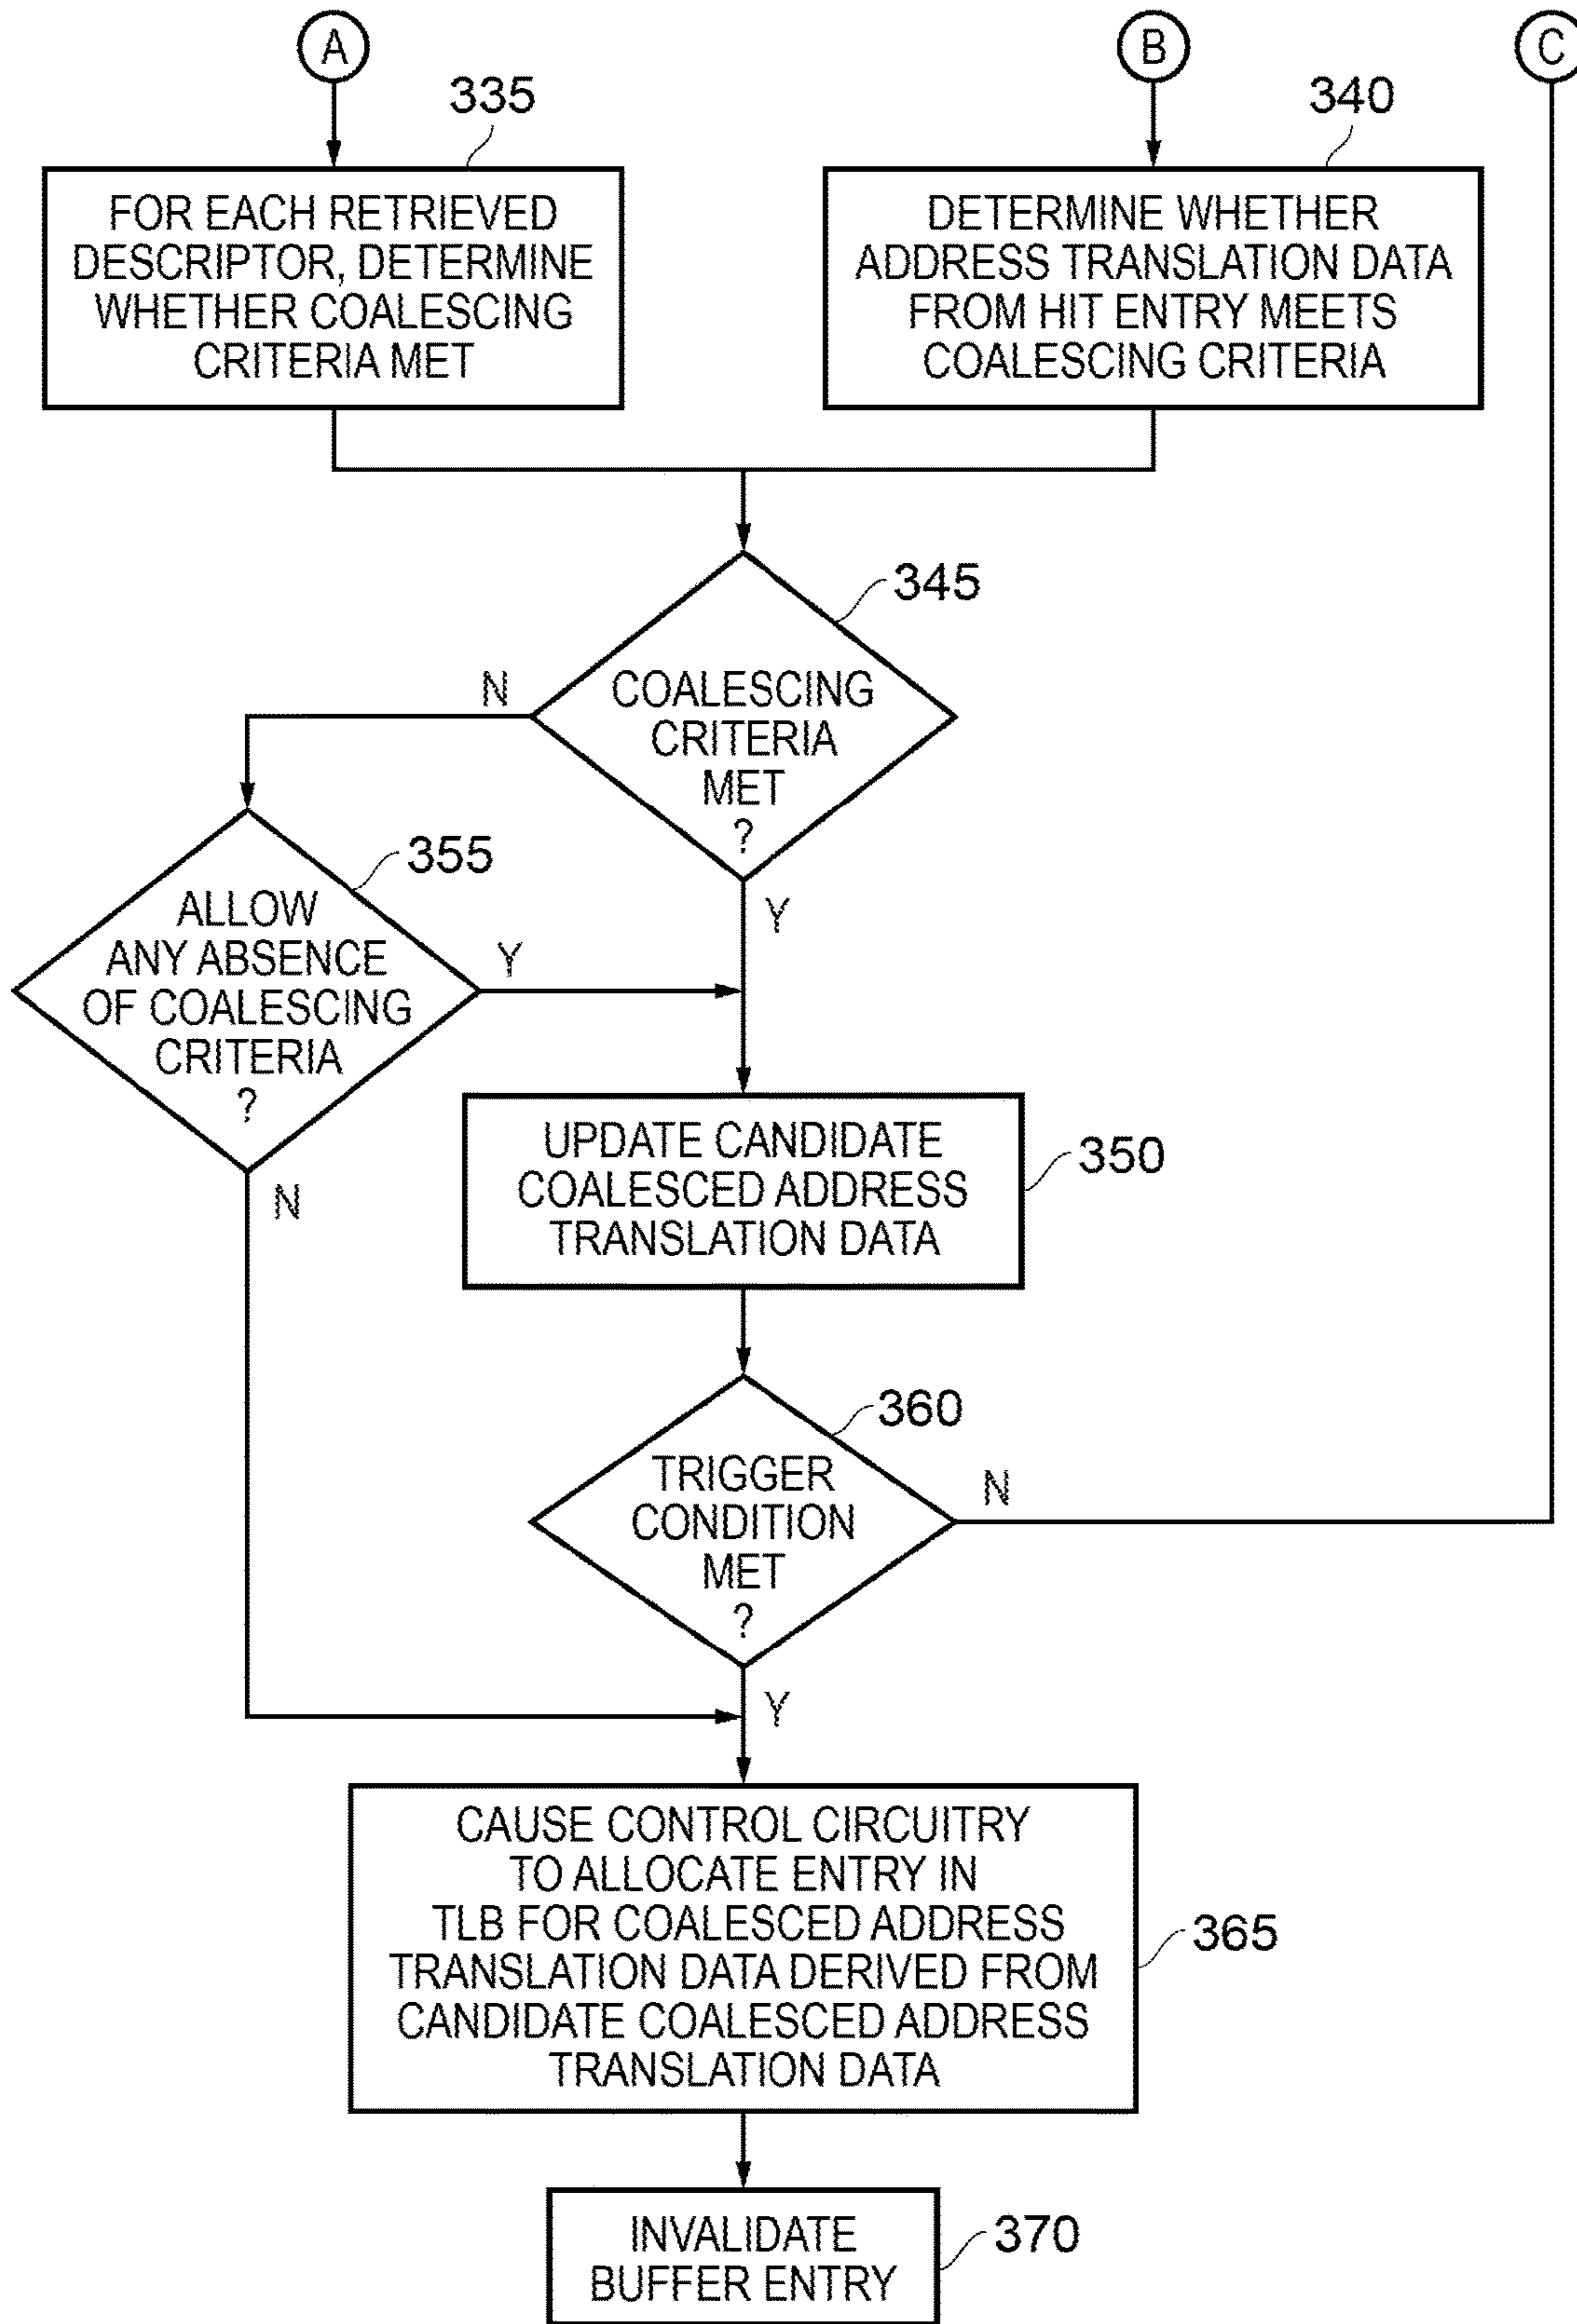 A
B
C
335
340
FOR EACH RETRIEVED
DESCRIPTOR, DETERMINE
WHETHER COALESCING
CRITERIA MET
DETERMINE WHETHER
ADDRESS TRANSLATION DATA
FROM HIT ENTRY MEETS
COALESCING CRITERIA
345
N
COALESCING
CRITERIA
MET
?
Y
355
ALLOW
ANY ABSENCE
OF COALESCING
CRITERIA
?
Y
N
UPDATE CANDIDATE
COALESCED ADDRESS
TRANSLATION DATA
350
360
TRIGGER
CONDITION
MET
?
N
Y
CAUSE CONTROL CIRCUITRY
TO ALLOCATE ENTRY IN
TLB FOR COALESCED ADDRESS
TRANSLATION DATA DERIVED FROM
CANDIDATE COALESCED ADDRESS
TRANSLATION DATA
365
INVALIDATE
BUFFER ENTRY
370